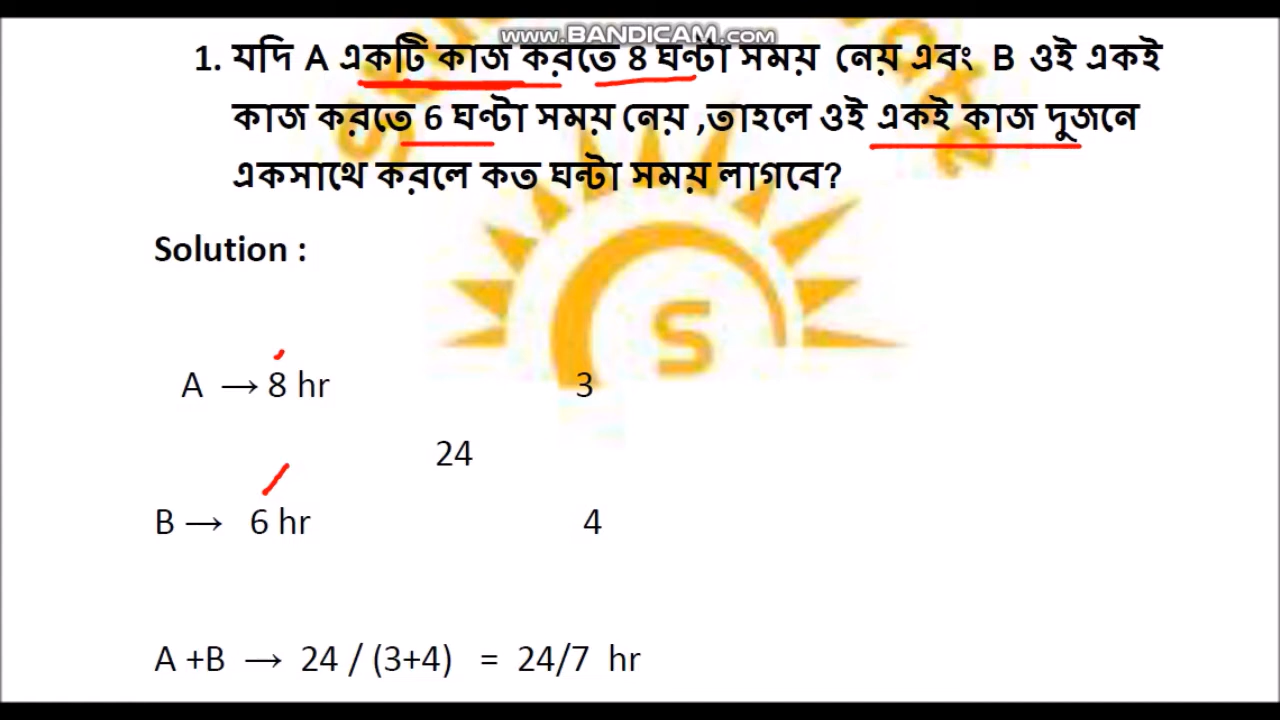 www.BANDICAM.com
1. যদি A একটি কাজ করতে 8 ঘন্টা সময় নেয় এবং B ওই একই
কাজ করতে 6 ঘণ্টা সময় নেয় ,তাহলে ওই একই কাজ দুজনে
একসাথে করলে কত ঘন্টা সময় লাগবে?
Solution :
S
A → 8 hr 3
24
B → 6 hr 4
A +B → 24 / (3+4) = 24/7 hr